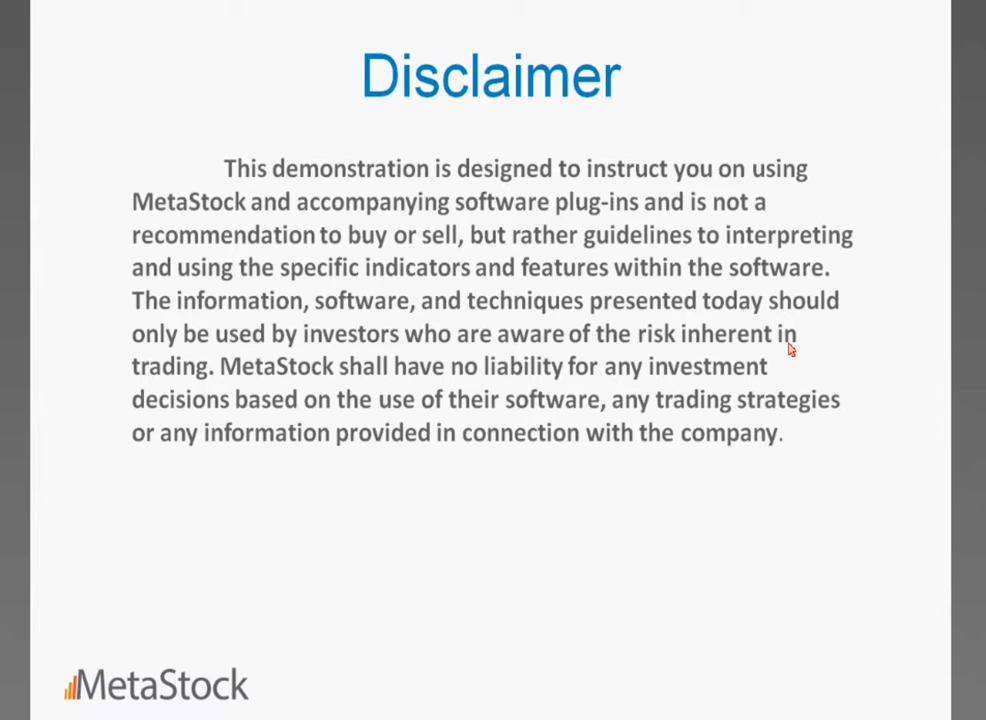 Disclaimer
This demonstration is designed to instruct you on using
MetaStock and accompanying software plug-ins and is not a
recommendation to buy or sell, but rather guidelines to interpreting
and using the specific indicators and features within the software.
The information, software, and techniques presented today should
only be used by investors who are aware of the risk inherent in
trading. MetaStock shall have no liability for any investment
decisions based on the use of their software, any trading strategies
or any information provided in connection with the company.
MetaStock